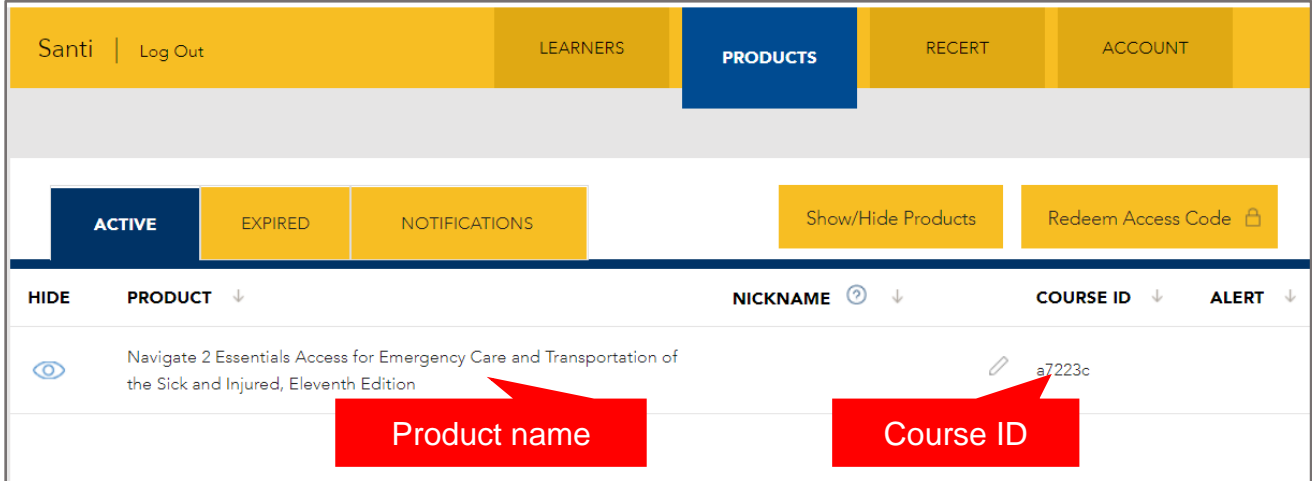 Santi | Log Out LEARNERS PRODUCTS RECERT ACCOUNT
ACTIVE EXPIRED NOTIFICATIONS Show/Hide Products Redeem Access Code
HIDE PRODUCT NICKNAME COURSE ID ALERT
Navigate 2 Essentials Access for Emergency Care and Transportation of
the Sick and Injured, Eleventh Edition
a7223c
Product name Course ID